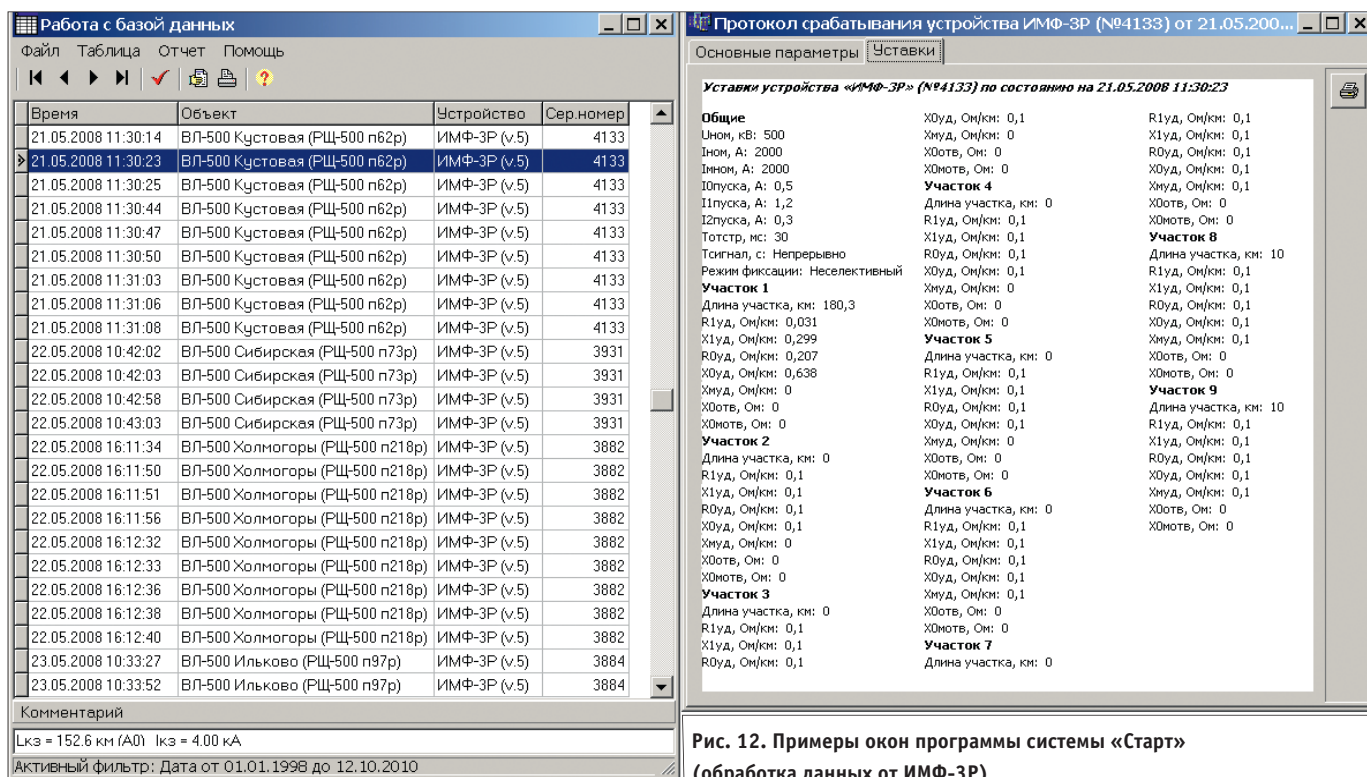 Работа с базой данных
Файл Таблица Отчет Помощь
Время Объект Устройство Сер.номер
21.05.2008 11:30:14 ВЛ-500 Кустовая (РЩ-500 п62р) ИМФ-3Р (v.5) 4133
21.05.2008 11:30:23 ВЛ-500 Кустовая (РЩ-500 п62р) ИМФ-3Р (v.5) 4133
21.05.2008 11:30:25 ВЛ-500 Кустовая (РЩ-500 п62р) ИМФ-3Р (v.5) 4133
21.05.2008 11:30:44 ВЛ-500 Кустовая (РЩ-500 п62р) ИМФ-3Р (v.5) 4133
21.05.2008 11:30:47 ВЛ-500 Кустовая (РЩ-500 п62р) ИМФ-3Р (v.5) 4133
21.05.2008 11:30:50 ВЛ-500 Кустовая (РЩ-500 п62р) ИМФ-3Р (v.5) 4133
21.05.2008 11:31:03 ВЛ-500 Кустовая (РЩ-500 п62р) ИМФ-3Р (v.5) 4133
21.05.2008 11:31:06 ВЛ-500 Кустовая (РЩ-500 п62р) ИМФ-3Р (v.5) 4133
21.05.2008 11:31:08 ВЛ-500 Кустовая (РЩ-500 п62р) ИМФ-3Р (v.5) 4133
22.05.2008 10:42:02 ВЛ-500 Сибирская (РЩ-500 п73р) ИМФ-3Р (v.5) 3931
22.05.2008 10:42:03 ВЛ-500 Сибирская (РЩ-500 п73р) ИМФ-3Р (v.5) 3931
22.05.2008 10:42:58 ВЛ-500 Сибирская (РЩ-500 п73р) ИМФ-3Р (v.5) 3931
22.05.2008 10:43:03 ВЛ-500 Сибирская (РЩ-500 п73р) ИМФ-3Р (v.5) 3931
22.05.2008 16:11:34 ВЛ-500 Холмогоры (РЩ-500 п218р) ИМФ-3Р (v.5) 3882
22.05.2008 16:11:50 ВЛ-500 Холмогоры (РЩ-500 п218р) ИМФ-3Р (v.5) 3882
22.05.2008 16:11:51 ВЛ-500 Холмогоры (РЩ-500 п218р) ИМФ-3Р (v.5) 3882
22.05.2008 16:11:56 ВЛ-500 Холмогоры (РЩ-500 п218р) ИМФ-3Р (v.5) 3882
22.05.2008 16:12:32 ВЛ-500 Холмогоры (РЩ-500 п218р) ИМФ-3Р (v.5) 3882
22.05.2008 16:12:33 ВЛ-500 Холмогоры (РЩ-500 п218р) ИМФ-3Р (v.5) 3882
22.05.2008 16:12:36 ВЛ-500 Холмогоры (РЩ-500 п218р) ИМФ-3Р (v.5) 3882
22.05.2008 16:12:38 ВЛ-500 Холмогоры (РЩ-500 п218р) ИМФ-3Р (v.5) 3882
22.05.2008 16:12:40 ВЛ-500 Холмогоры (РЩ-500 п218р) ИМФ-3Р (v.5) 3882
23.05.2008 10:33:27 ВЛ-500 Ильково (РЩ-500 п97р) ИМФ-3Р (v.5) 3884
23.05.2008 10:33:52 ВЛ-500 Ильково (РЩ-500 п97р) ИМФ-3Р (v.5) 3884
Комментарий
Lкз = 152.6 км (А0) Iкз = 4.00 кА
Активный фильтр: Дата от 01.01.1998 до 12.10.2010
Протокол срабатывания устройства ИМФ-3Р (№4133) от 21.05.200...
Основные параметры Уставки
Уставки устройства «ИМФ-3Р» (№4133) по состоянию на 21.05.2008 11:30:23
Общие
Uном, кВ: 500
Iном, А: 2000
Iмном, А: 2000
I0пуска, А: 0,5
I1пуска, А: 1,2
I2пуска, А: 0,3
Тотстр, мс: 30
Тсигнал, с: Непрерывно
Режим фиксации: Неселективный
Участок 1
Длина участка, км: 180,3
R1уд, Ом/км: 0,031
X1уд, Ом/км: 0,299
R0уд, Ом/км: 0,207
X0уд, Ом/км: 0,638
Xмуд, Ом/км: 0
X0отв, Ом: 0
X0мотв, Ом: 0
Участок 2
Длина участка, км: 0
R1уд, Ом/км: 0,1
X1уд, Ом/км: 0,1
R0уд, Ом/км: 0,1
X0уд, Ом/км: 0,1
Xмуд, Ом/км: 0
X0отв, Ом: 0
X0мотв, Ом: 0
Участок 3
Длина участка, км: 0
R1уд, Ом/км: 0,1
X1уд, Ом/км: 0,1
R0уд, Ом/км: 0,1
X0уд, Ом/км: 0,1
Xмуд, Ом/км: 0
X0отв, Ом: 0
X0мотв, Ом: 0
Участок 4
Длина участка, км: 0
R1уд, Ом/км: 0,1
X1уд, Ом/км: 0,1
R0уд, Ом/км: 0,1
X0уд, Ом/км: 0,1
Xмуд, Ом/км: 0
X0отв, Ом: 0
X0мотв, Ом: 0
Участок 5
Длина участка, км: 0
R1уд, Ом/км: 0,1
X1уд, Ом/км: 0,1
R0уд, Ом/км: 0,1
X0уд, Ом/км: 0,1
Xмуд, Ом/км: 0
X0отв, Ом: 0
X0мотв, Ом: 0
Участок 6
Длина участка, км: 0
R1уд, Ом/км: 0,1
X1уд, Ом/км: 0,1
R0уд, Ом/км: 0,1
X0уд, Ом/км: 0,1
Xмуд, Ом/км: 0,1
X0отв, Ом: 0
X0мотв, Ом: 0
Участок 7
Длина участка, км: 0
R1уд, Ом/км: 0,1
X1уд, Ом/км: 0,1
R0уд, Ом/км: 0,1
X0уд, Ом/км: 0,1
Xмуд, Ом/км: 0,1
X0отв, Ом: 0
X0мотв, Ом: 0
Участок 8
Длина участка, км: 10
R1уд, Ом/км: 0,1
X1уд, Ом/км: 0,1
R0уд, Ом/км: 0,1
X0уд, Ом/км: 0,1
Xмуд, Ом/км: 0,1
X0отв, Ом: 0
X0мотв, Ом: 0
Участок 9
Длина участка, км: 10
R1уд, Ом/км: 0,1
X1уд, Ом/км: 0,1
R0уд, Ом/км: 0,1
X0уд, Ом/км: 0,1
Xмуд, Ом/км: 0,1
X0отв, Ом: 0
X0мотв, Ом: 0
Рис. 12. Примеры окон программы системы «Старт»
(обработка данных от ИМФ-3Р)